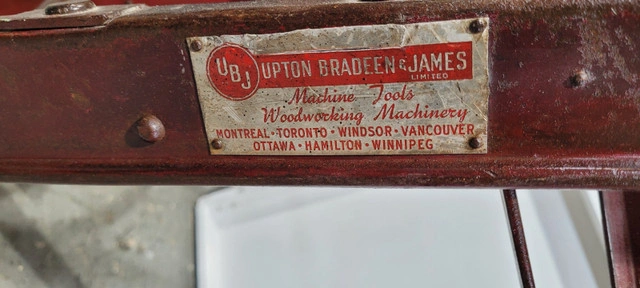 UBJ UPTON BRADEEN & JAMES
LIMITED
Machine Tools
Woodworking Machinery
MONTREAL · TORONTO · WINDSOR · VANCOUVER
OTTAWA · HAMILTON · WINNIPEG